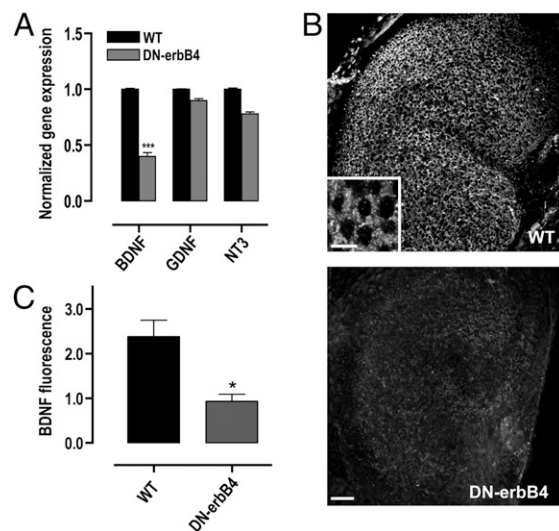 A
Normalized gene expression
1.5
1.0
0.5
0.0
WT
DN-erbB4
***
BDNF
GDNF
NT3
B
WT
DN-erbB4
C
BDNF fluorescence
3.0
2.0
1.0
0.0
*
WT
DN-erbB4